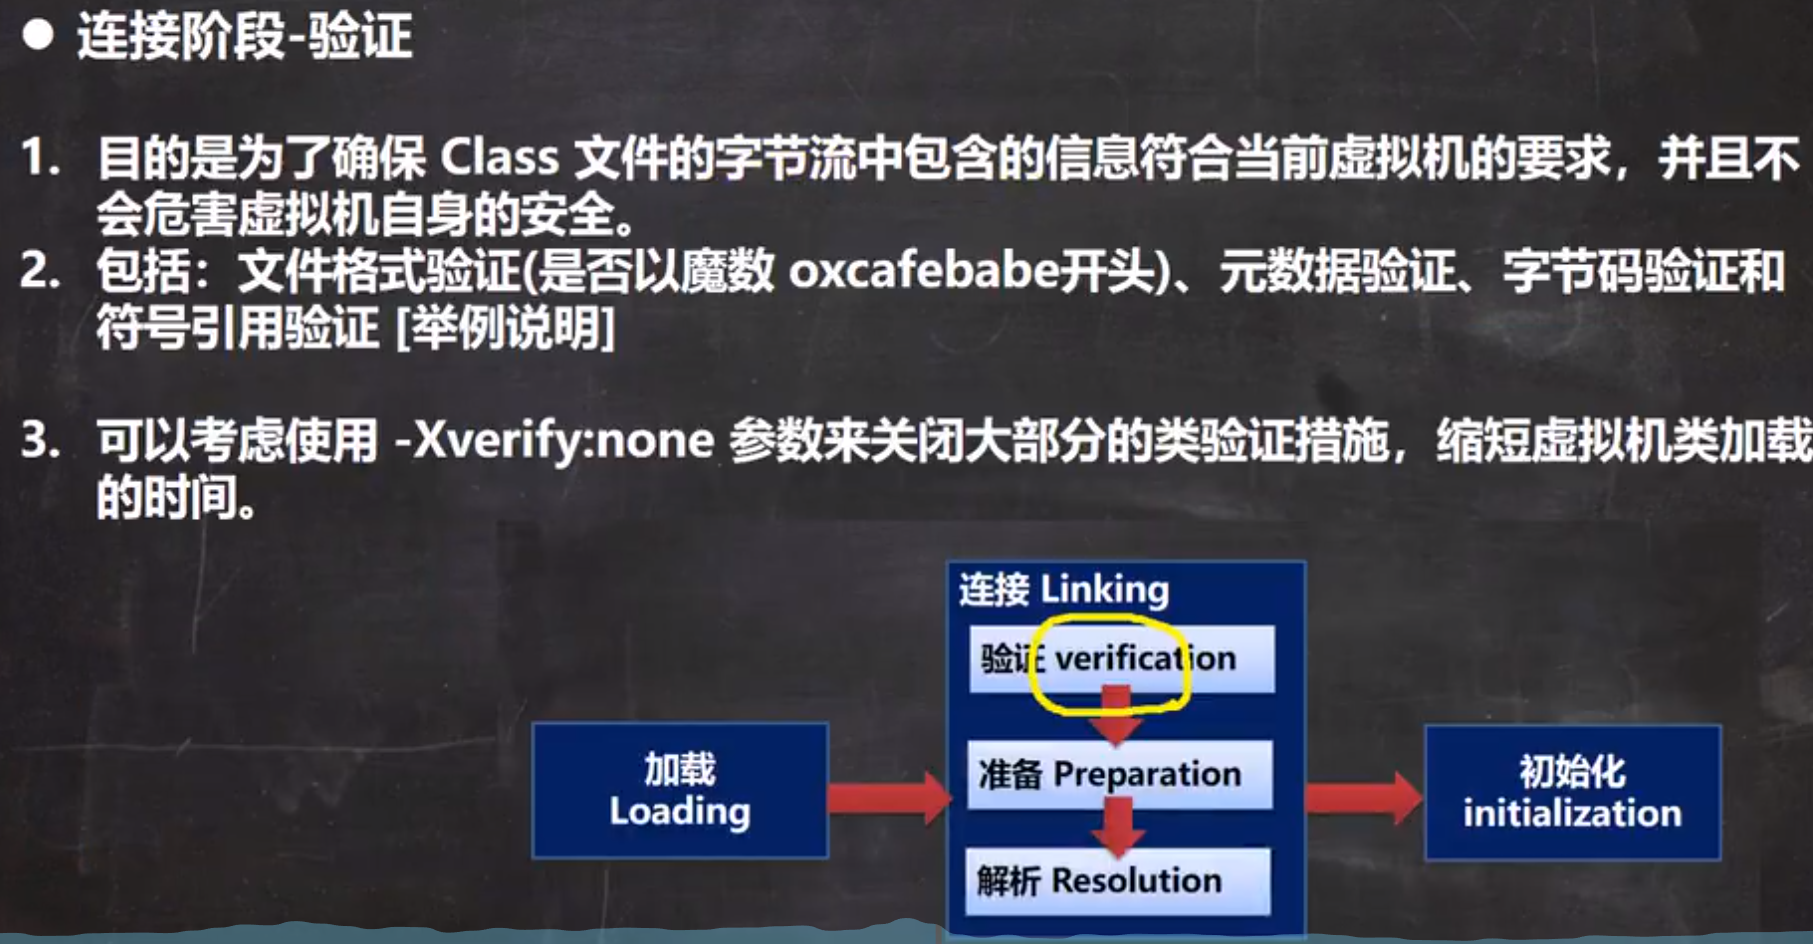 ● 连接阶段-验证
1. 目的是为了确保 Class 文件的字节流中包含的信息符合当前虚拟机的要求，并且不
会危害虚拟机自身的安全。
2. 包括：文件格式验证(是否以魔数 oxcafebabe开头)、元数据验证、字节码验证和
符号引用验证 [举例说明]
3. 可以考虑使用 -Xverify:none 参数来关闭大部分的类验证措施，缩短虚拟机类加载
的时间。
连接 Linking
验证 verification
准备 Preparation
解析 Resolution
加载
Loading
初始化
initialization